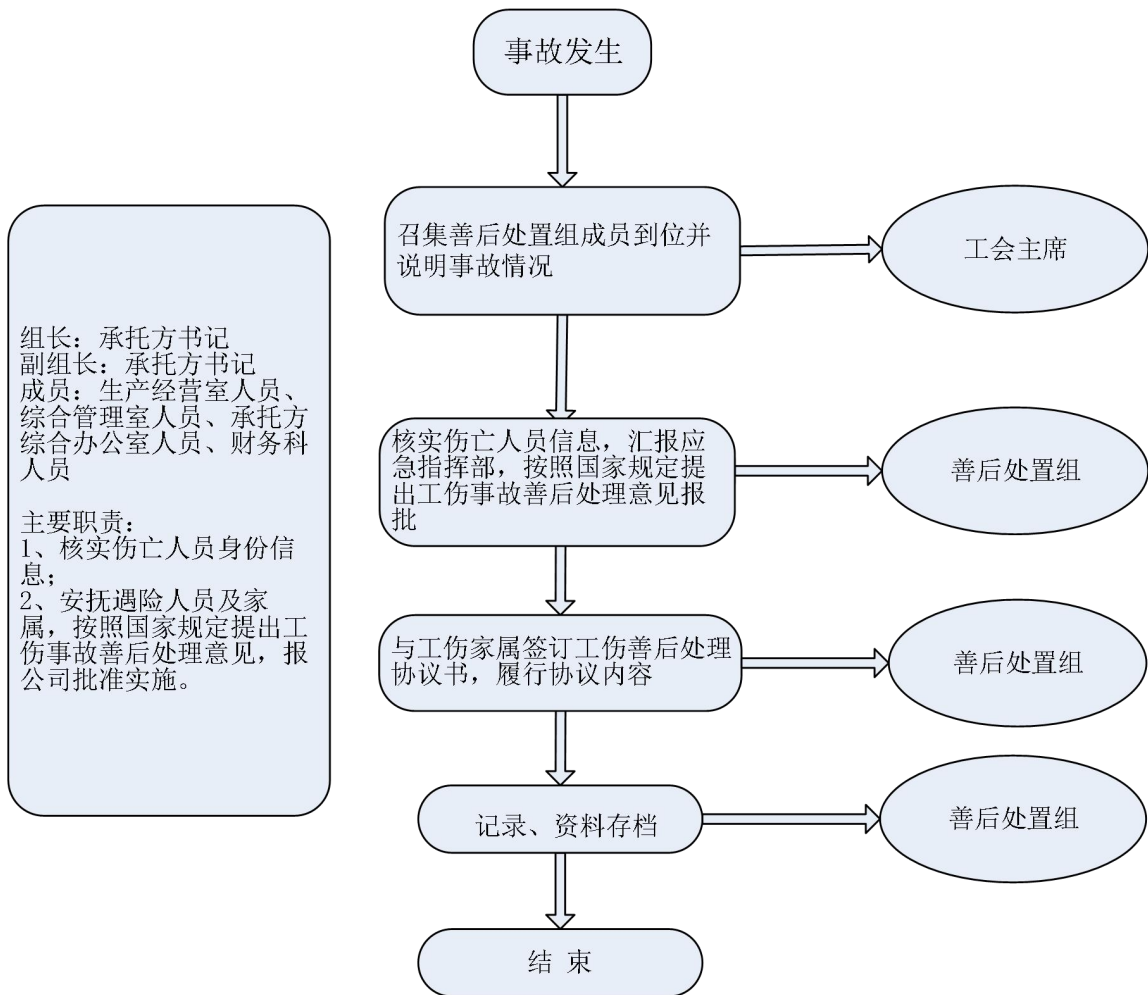 事故发生
召集善后处置组成员到位并
说明事故情况
工会主席
组长：承托方书记
副组长：承托方书记
成员：生产经营室人员、
综合管理室人员、承托方
综合办公室人员、财务科
人员
主要职责：
1、核实伤亡人员身份信
息；
2、安抚遇险人员及家
属，按照国家规定提出工
伤事故善后处理意见，报
公司批准实施。
核实伤亡人员信息，汇报应
急指挥部，按照国家规定提
出工伤事故善后处理意见报
批
善后处置组
与工伤家属签订工伤善后处理
协议书，履行协议内容
善后处置组
记录、资料存档
善后处置组
结 束